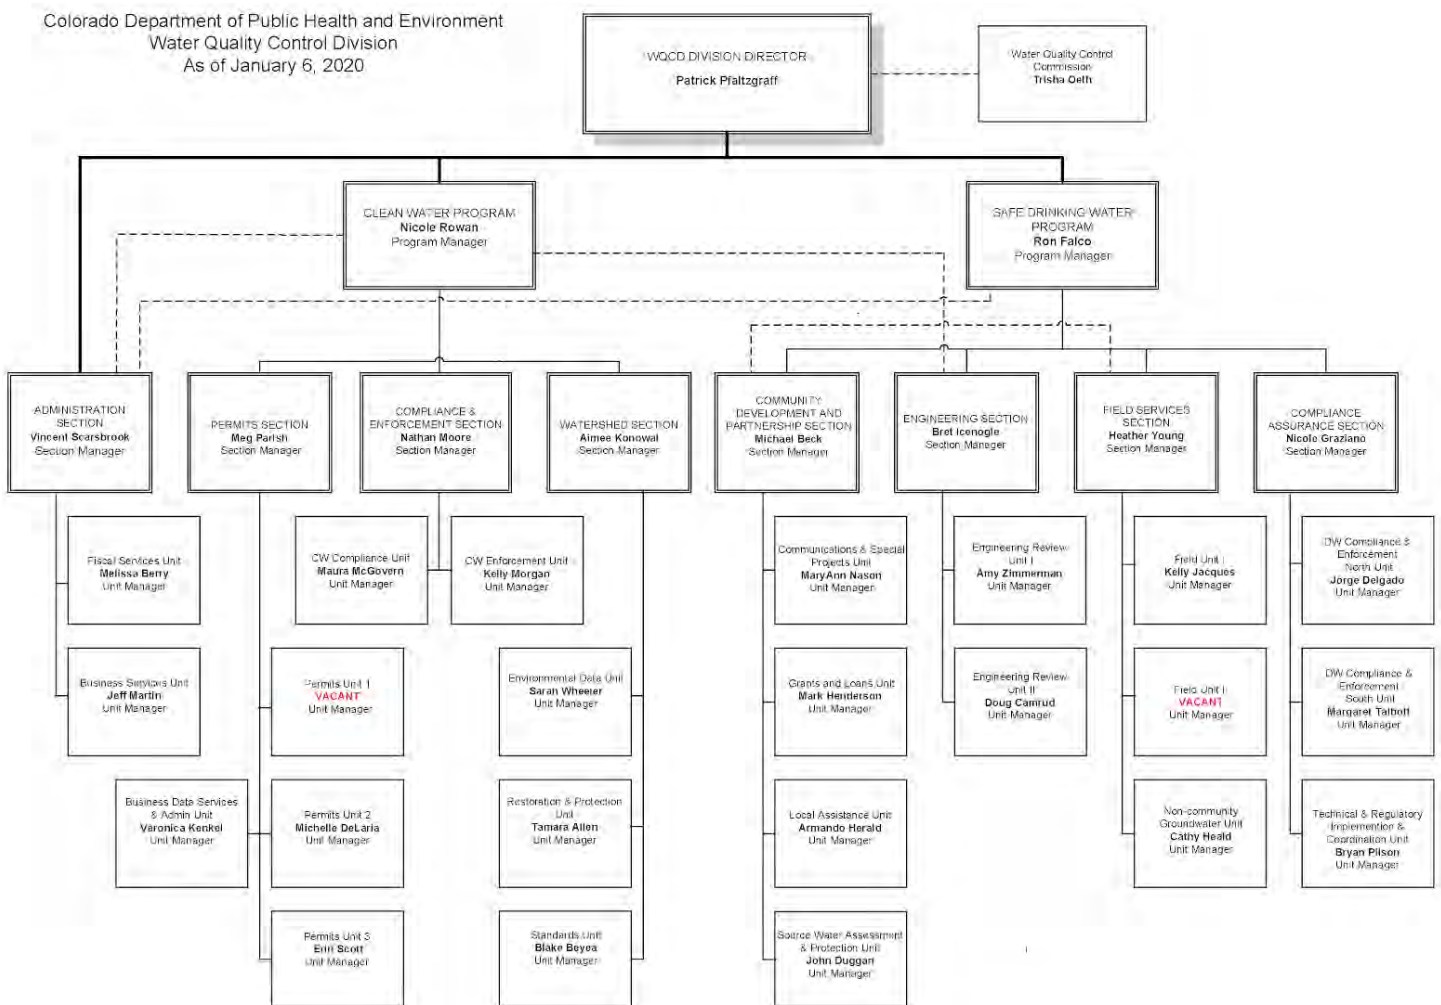 Colorado Department of Public Health and Environment
Water Quality Control Division
As of January 6, 2020
WQCD DIVISION DIRECTOR
Patrick Pfaltzgraff
Water Quality Control
Commission
Trisha Oeth
CLEAN WATER PROGRAM
Nicole Rowan
Program Manager
SAFE DRINKING WATER
PROGRAM
Ron Falco
Program Manager
ADMINISTRATION
SECTION
Vincent Scarsbrook
Section Manager
PERMITS SECTION
Meg Parish
Section Manager
COMPLIANCE &
ENFORCEMENT SECTION
Nathan Moore
Section Manager
WATERSHED SECTION
Aimee Konowal
Section Manager
COMMUNITY
DEVELOPMENT AND
PARTNERSHIP SECTION
Michael Beck
Section Manager
ENGINEERING SECTION
Bret Icenogle
Section Manager
FIELD SERVICES
SECTION
Heather Young
Section Manager
COMPLIANCE
ASSURANCE SECTION
Nicole Graziano
Section Manager
Fiscal Services Unit
Melissa Berry
Unit Manager
CW Compliance Unit
Maura McGovern
Unit Manager
CW Enforcement Unit
Kelly Morgan
Unit Manager
Communications & Special
Projects Unit
MaryAnn Nason
Unit Manager
Engineering Review
Unit I
Amy Zimmerman
Unit Manager
Field Unit I
Kelly Jacques
Unit Manager
DW Compliance &
Enforcement
North Unit
Jorge Delgado
Unit Manager
Business Services Unit
Jeff Martin
Unit Manager
Permits Unit 1
VACANT
Unit Manager
Environmental Data Unit
Sarah Wheeler
Unit Manager
Grants and Loans Unit
Mark Henderson
Unit Manager
Engineering Review
Unit II
Doug Camrud
Unit Manager
Field Unit II
VACANT
Unit Manager
DW Compliance &
Enforcement
South Unit
Margaret Talbott
Unit Manager
Business Data Services
& Admin Unit
Veronica Kenkel
Unit Manager
Permits Unit 2
Michelle DeLaria
Unit Manager
Restoration & Protection
Unit
Tamara Allen
Unit Manager
Local Assistance Unit
Armando Herald
Unit Manager
Non-community
Groundwater Unit
Cathy Heald
Unit Manager
Technical & Regulatory
Implemention &
Coordination Unit
Bryan Pilson
Unit Manager
Permits Unit 3
Erin Scott
Unit Manager
Standards Unit
Blake Beyea
Unit Manager
Source Water Assessment
& Protection Unit
John Duggan
Unit Manager